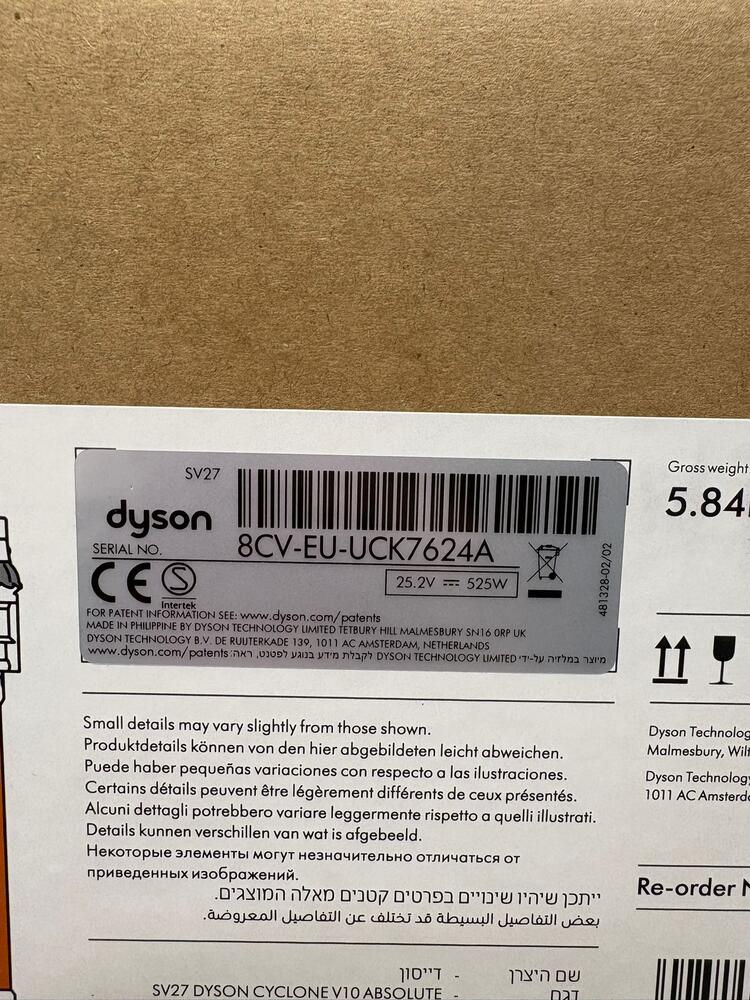 SV27
dyson
SERIAL NO.
8CV-EU-UCK7624A
CE
S
Intertek
25.2V ⎓ 525W
481328-02/02
FOR PATENT INFORMATION SEE: www.dyson.com/patents
MADE IN PHILIPPINE BY DYSON TECHNOLOGY LIMITED TETBURY HILL MALMESBURY SN16 0RP UK
DYSON TECHNOLOGY B.V. DE RUIJTERKADE 139, 1011 AC AMSTERDAM, NETHERLANDS
מיוצר במלזיה על-ידי DYSON TECHNOLOGY LIMITED לקבלת מידע בנוגע לפטנט, ראה: www.dyson.com/patents
Gross weight
5.84
Small details may vary slightly from those shown.
Produktdetails können von den hier abgebildeten leicht abweichen.
Puede haber pequeñas variaciones con respecto a las ilustraciones.
Certains détails peuvent être légèrement différents de ceux présentés.
Alcuni dettagli potrebbero variare leggermente rispetto a quelli illustrati.
Details kunnen verschillen van wat is afgebeeld.
Некоторые элементы могут незначительно отличаться от
приведенных изображений.
ייתכן שיהיו שינויים בפרטים קטנים מאלה המוצגים.
بعض التفاصيل البسيطة قد تختلف عن التفاصيل المعروضة.
שם היצרן - דייסון
דגם - SV27 DYSON CYCLONE V10 ABSOLUTE
Dyson Technolog
Malmesbury, Wilt
Dyson Technology
1011 AC Amsterd
Re-order N